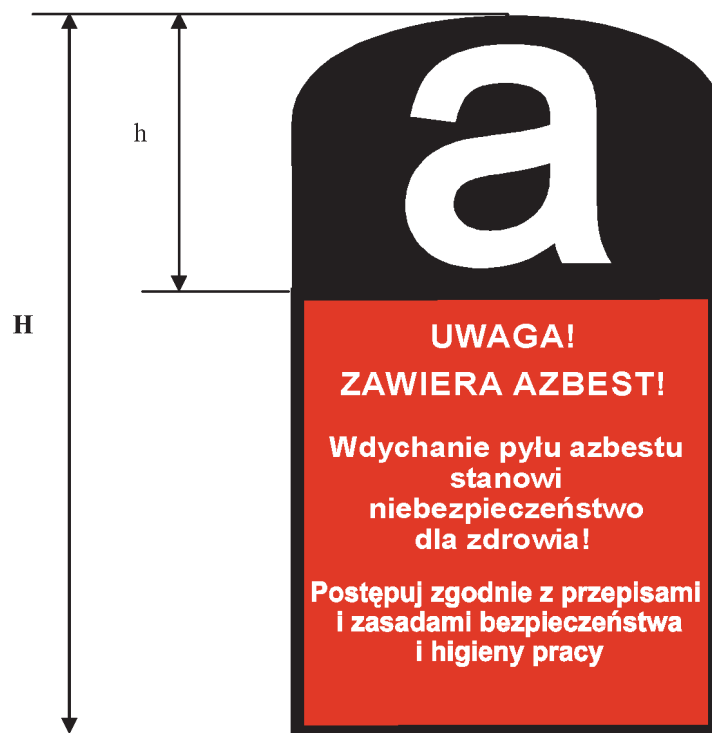 a
h
H
UWAGA!
ZAWIERA AZBEST!
Wdychanie pyłu azbestu
stanowi
niebezpieczeństwo
dla zdrowia!
Postępuj zgodnie z przepisami
i zasadami bezpieczeństwa
i higieny pracy